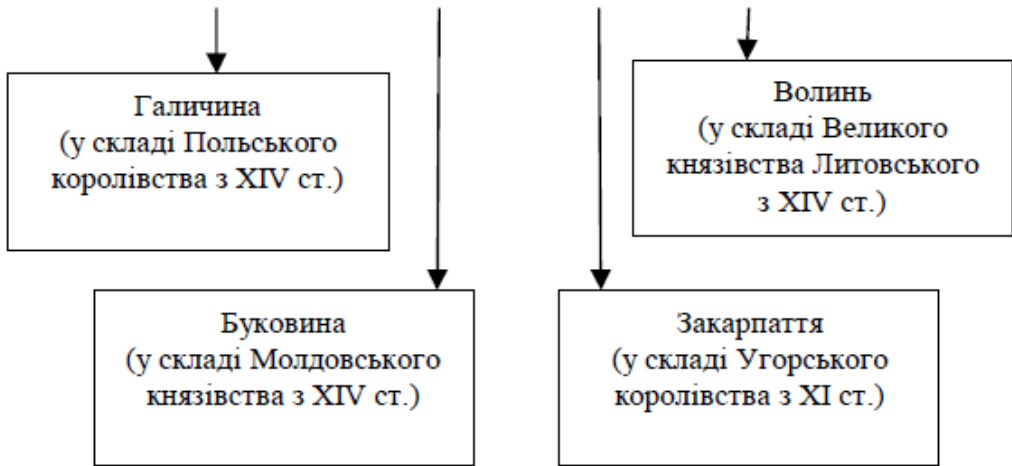 Галичина
(у складі Польського
королівства з XIV ст.)
Волинь
(у складі Великого
князівства Литовського
з XIV ст.)
Буковина
(у складі Молдовського
князівства з XIV ст.)
Закарпаття
(у складі Угорського
королівства з XI ст.)